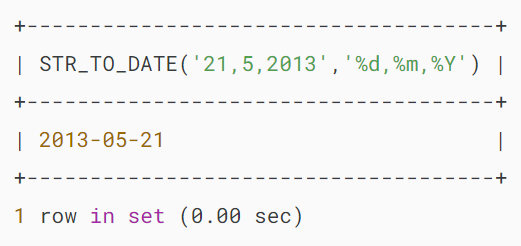 +-------------------------------------+
| STR_TO_DATE('21,5,2013','%d,%m,%Y') |
+-------------------------------------+
| 2013-05-21                          |
+-------------------------------------+
1 row in set (0.00 sec)